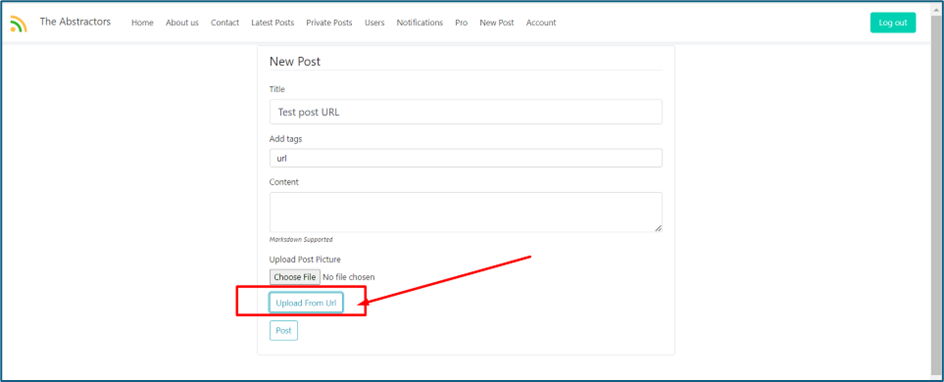 The Abstractors Home About us Contact Latest Posts Private Posts Users Notifications Pro New Post Account Log out
New Post
Title
Test post URL
Add tags
url
Content
Marksdown Supported
Upload Post Picture
Choose File No file chosen
Upload From Url
Post